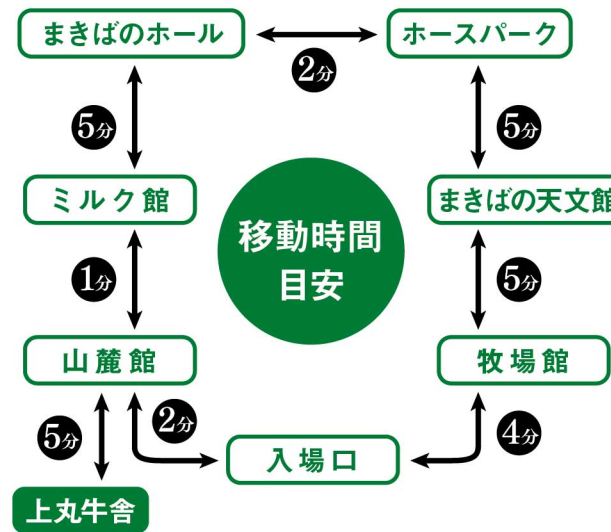 まきばのホール
ホースパーク
2分
5分
5分
ミルク館
まきばの天文館
移動時間
目安
1分
5分
山麓館
牧場館
5分
2分
4分
入場口
上丸牛舎